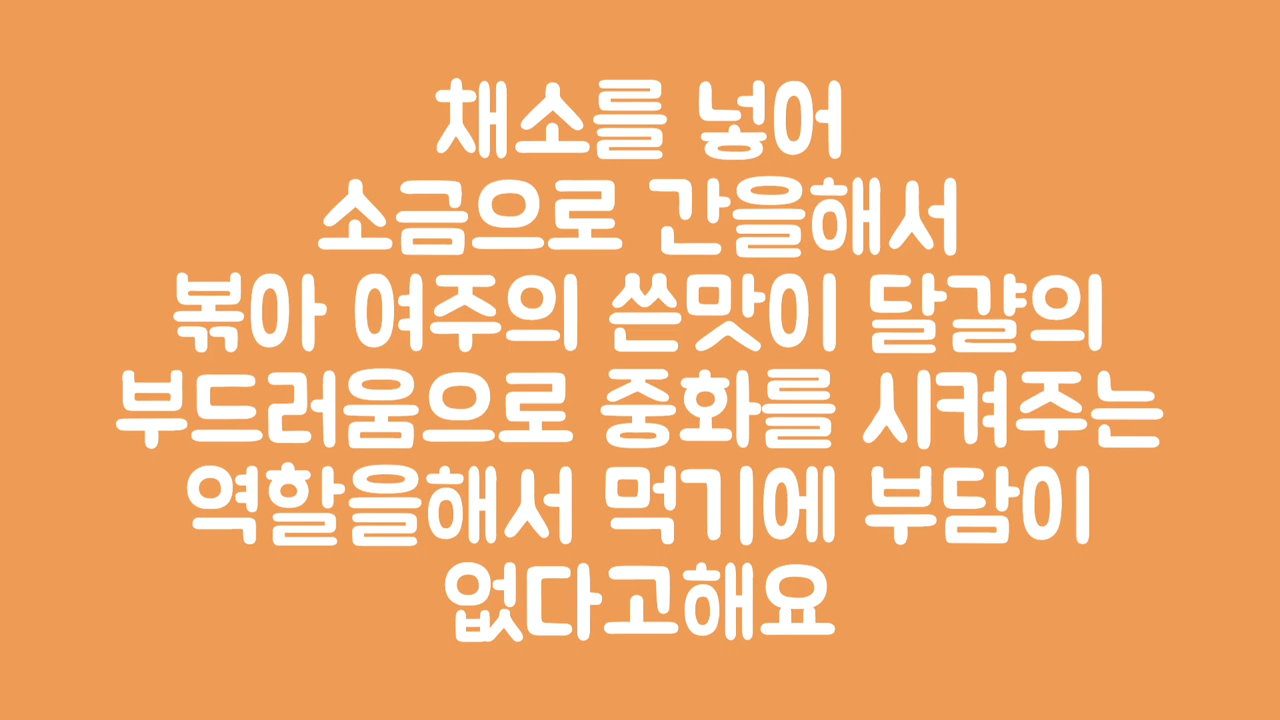 채소를 넣어
소금으로 간을해서
볶아 여주의 쓴맛이 달걀의
부드러움으로 중화를 시켜주는
역할을해서 먹기에 부담이
없다고해요